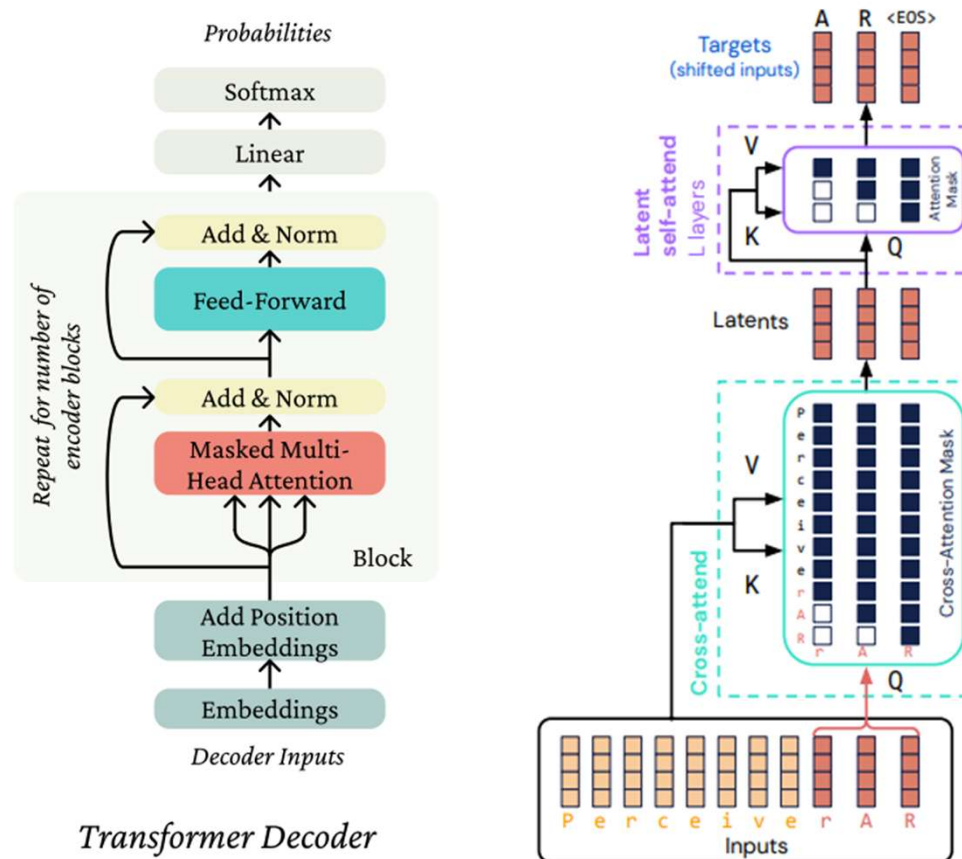 Probabilities
Softmax
Linear
Add & Norm
Feed-Forward
Add & Norm
Masked Multi-
Head Attention
Block
Repeat for number of
encoder blocks
Add Position
Embeddings
Embeddings
Decoder Inputs
Transformer Decoder
A R <EOS>
Targets
(shifted inputs)
Latent
self-attend
L layers
V
K
Q
Attention
Mask
Latents
Cross-attend
V
K
Q
P
e
r
c
e
i
v
e
r
A
R
r A R
Cross-Attention Mask
P e r c e i v e r A R
Inputs